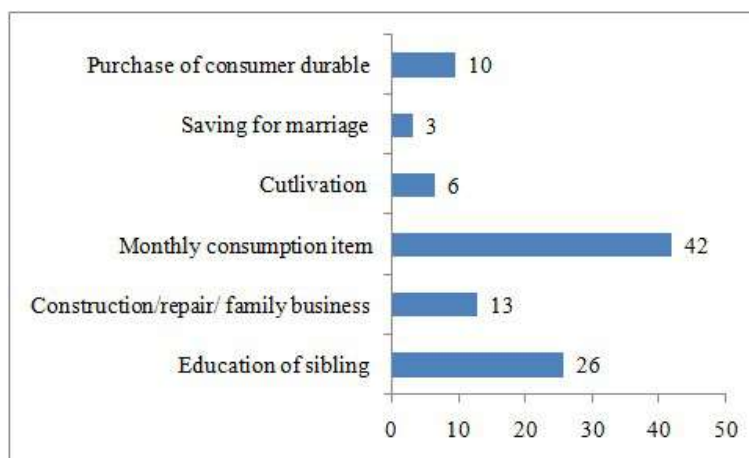 Purchase of consumer durable 10
Saving for marriage 3
Cutlivation 6
Monthly consumption item 42
Construction/repair/ family business 13
Education of sibling 26
0 10 20 30 40 50